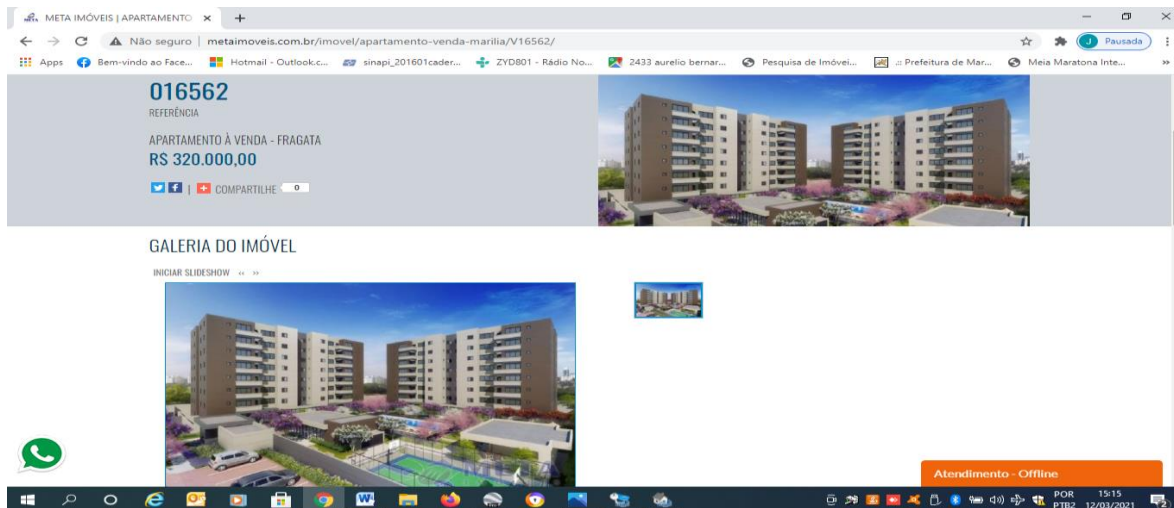 META IMÓVEIS | APARTAMENTO
Não seguro | metaimoveis.com.br/imovel/apartamento-venda-marilia/V16562/
Pausada
Apps Bem-vindo ao Face... Hotmail - Outlook.c... sinapi_201601cader... ZYD801 - Rádio No... 2433 aurelio bernar... Pesquisa de Imóvei... .:: Prefeitura de Mar... Meia Maratona Inte... »
016562
REFERÊNCIA
APARTAMENTO À VENDA - FRAGATA
R$ 320.000,00
| COMPARTILHE 0
GALERIA DO IMÓVEL
INICIAR SLIDESHOW ‹‹ ››
META
Atendimento - Offline
POR 15:15
PTB2 12/03/2021